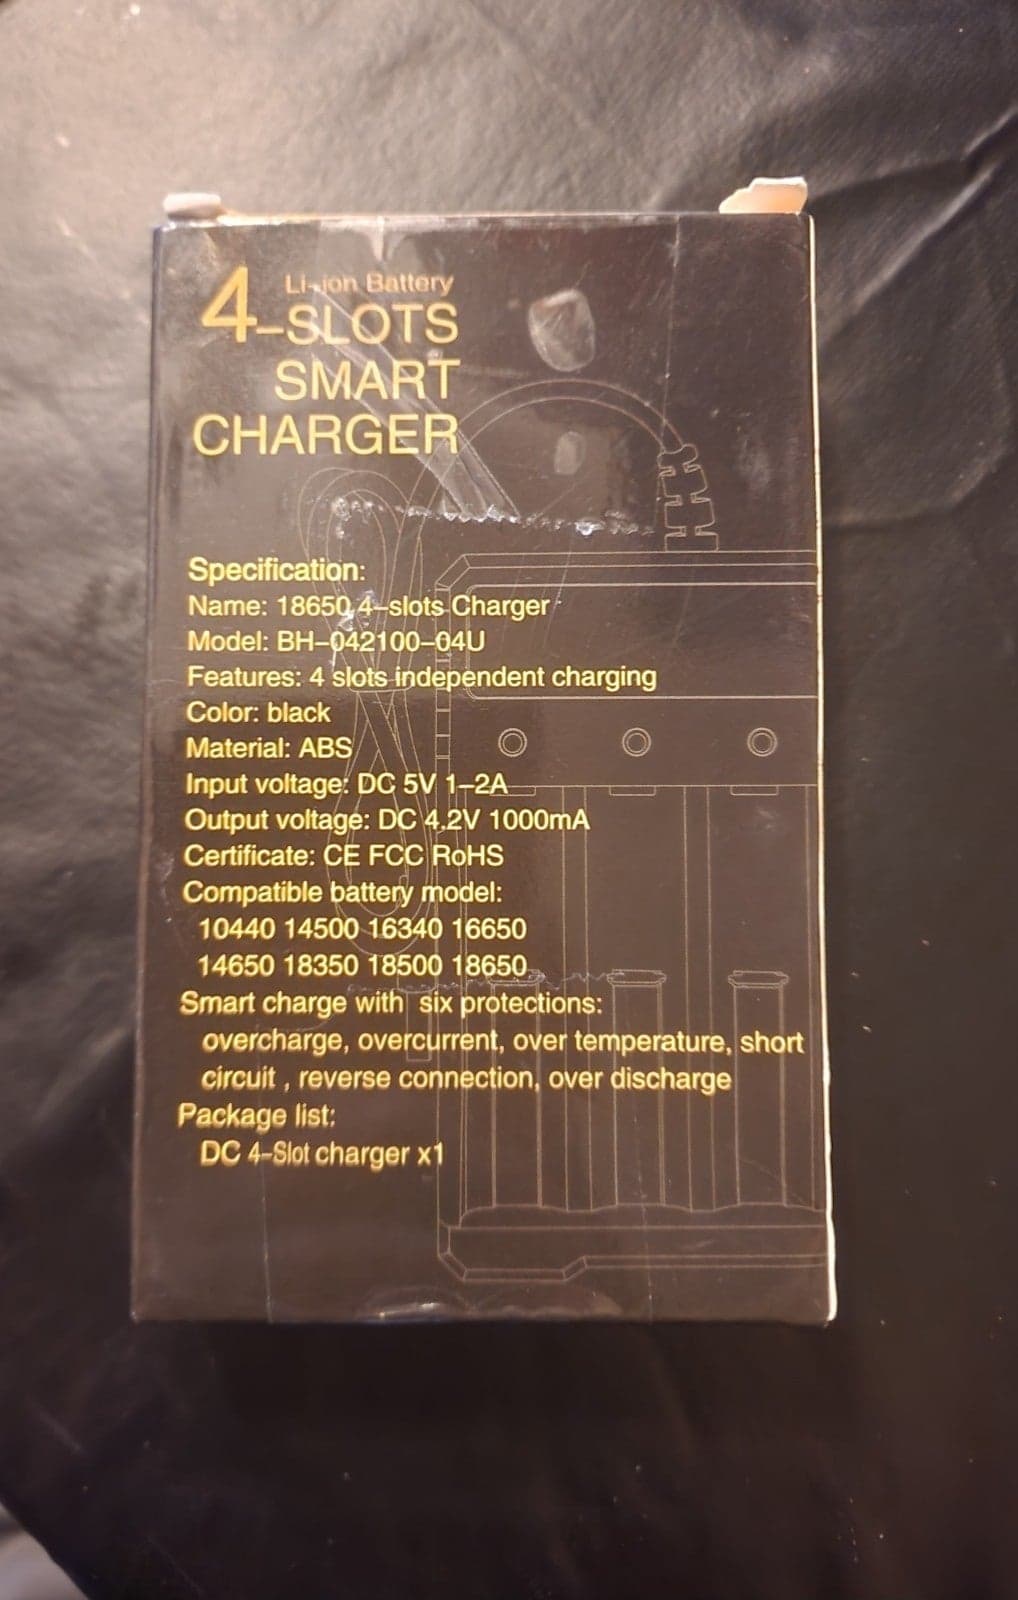 Li-ion Battery
4-SLOTS
SMART
CHARGER
Specification:
Name: 18650 4-slots Charger
Model: BH-042100-04U
Features: 4 slots independent charging
Color: black
Material: ABS
Input voltage: DC 5V 1-2A
Output voltage: DC 4.2V 1000mA
Certificate: CE FCC RoHS
Compatible battery model:
10440 14500 16340 16650
14650 18350 18500 18650
Smart charge with six protections:
overcharge, overcurrent, over temperature, short
circuit , reverse connection, over discharge
Package list:
DC 4-Slot charger x1